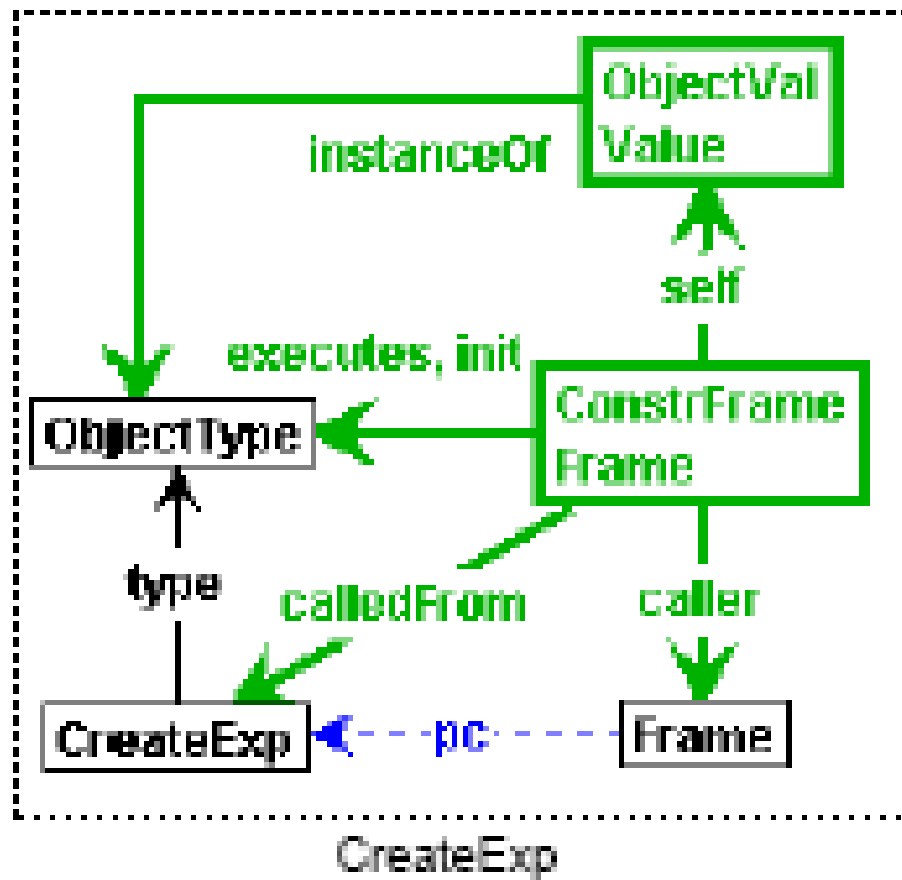 ObjectVal
Value
instanceOf
self
executes, init
ConstrFrame
Frame
ObjectType
type
calledFrom
caller
CreateExp
pc
Frame
CreateExp